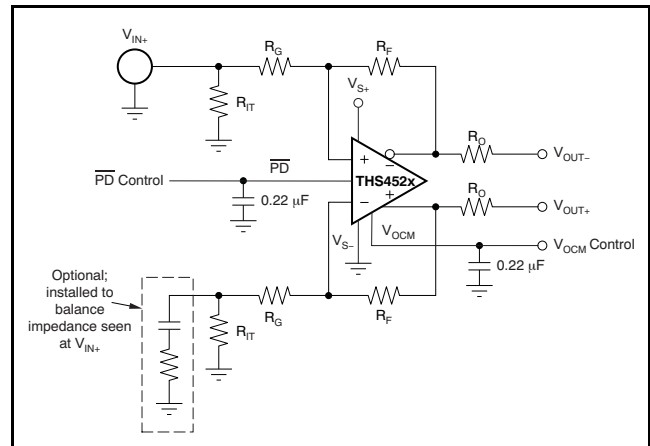 V_IN+
R_G
R_F
R_IT
V_S+
R_O
V_OUT−
+
−
THS452x
PD̅ Control
P̅D̅
0.22 μF
+
−
R_O
V_OUT+
V_S−
V_OCM
V_OCM Control
0.22 μF
Optional;
installed to
balance
impedance seen
at V_IN+
R_G
R_F
R_IT